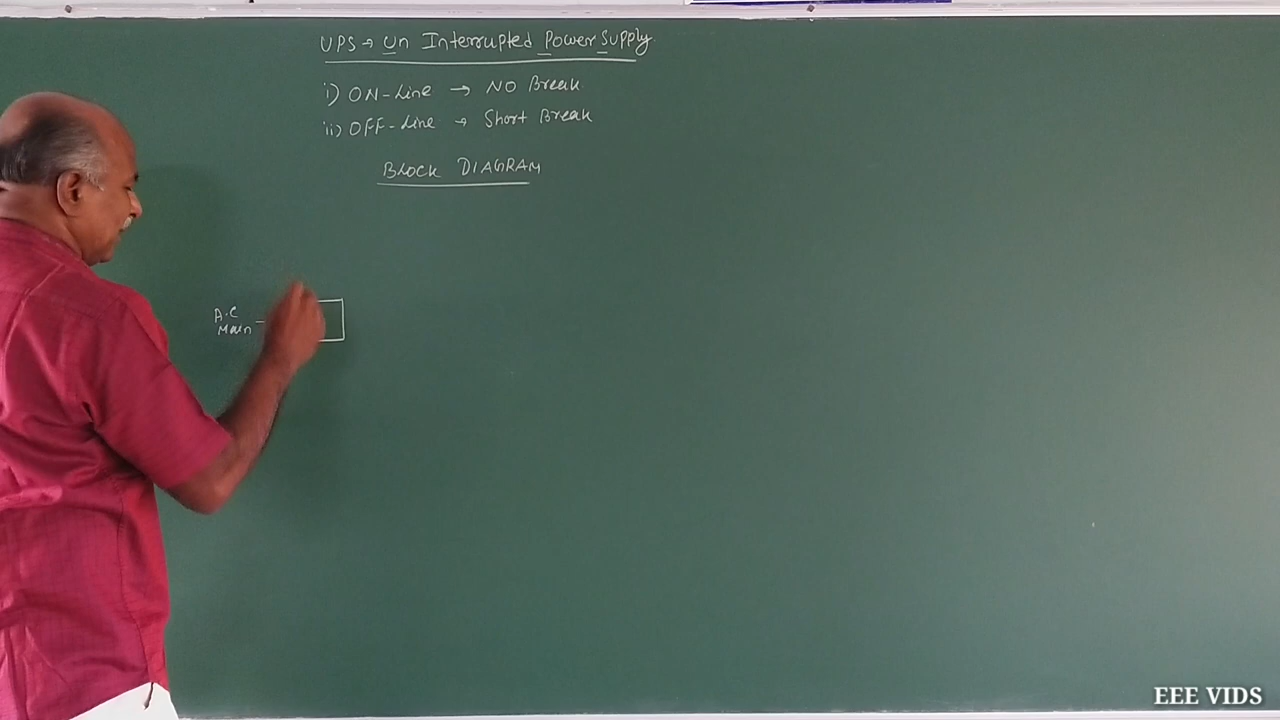 UPS → Un Interrupted Power Supply.
i) ON-Line → NO Break.
ii) OFF-Line → Short Break
BLOCK DIAGRAM
A.C
Main
EEE VIDS